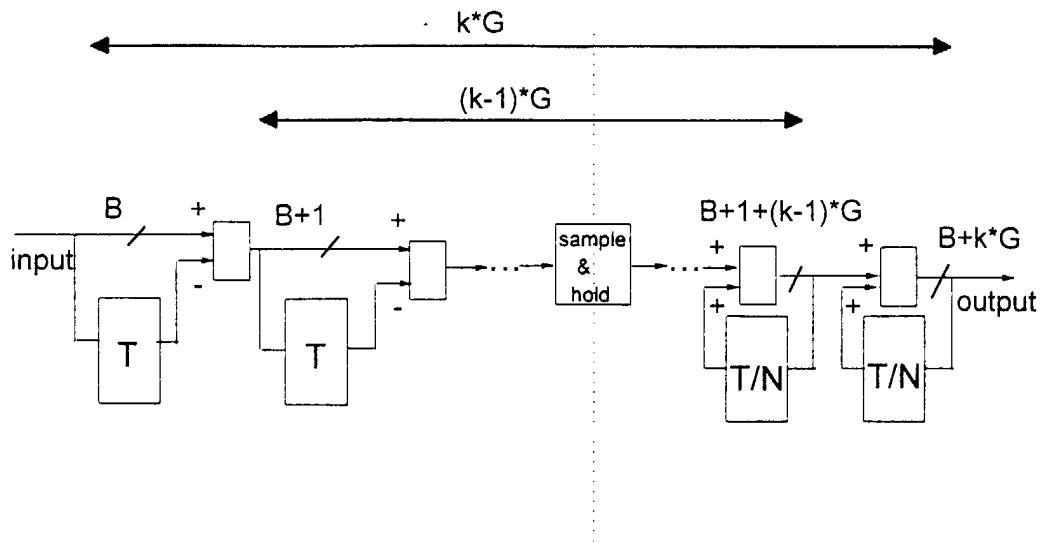 k*G
(k-1)*G
B
+
B+1
+
sample
&
hold
B+1+(k-1)*G
+
+
B+k*G
input
-
-
+
+
output
T
T
T/N
T/N
...
...